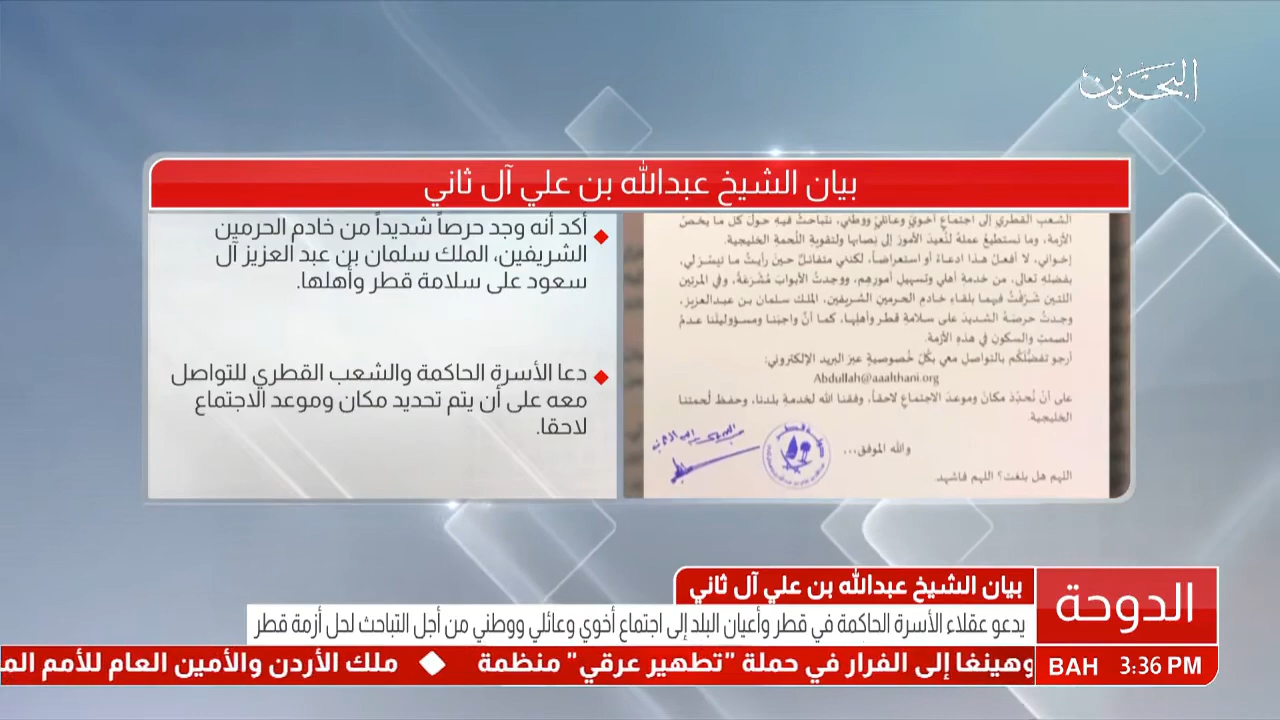 البحرين
بيان الشيخ عبدالله بن علي آل ثاني
الشعب القطري إلى اجتماع أخوي وعائلي ووطني، نتباحث فيه حول كل ما يخص
الأزمة، وما نستطيع عمله لنعيد الأمور إلى نصابها ولتقوية اللحمة الخليجية.
إخواني، لا أفعل هذا ادعاءً أو استعراضاً، لكنني متفائل حين رأيت ما تيسّر لي،
بفضله تعالى، من خدمة أهلي وتسهيل أمورهم، ووجدت الأبواب مُشْرَعَةً، وفي المرتين
اللتين شرفت فيهما بلقاء خادم الحرمين الشريفين، الملك سلمان بن عبدالعزيز،
وجدت حرصه الشديد على سلامة قطر وأهلها، كما أنّ واجبنا ومسؤوليتنا عدم
الصمت والسكون في هذه الأزمة.
أرجو تفضلكم بالتواصل معي بكل خصوصية عبر البريد الإلكتروني:
Abdullah@aaalthani.org
على أن نُحدد مكان وموعد الاجتماع لاحقاً، وفقنا الله لخدمة بلدنا، وحفظ لُحمتنا
الخليجية.
والله الموفق...
اللهم هل بلغت؟ اللهم فاشهد.
أكد أنه وجد حرصاً شديداً من خادم الحرمين
الشريفين، الملك سلمان بن عبد العزيز آل
سعود على سلامة قطر وأهلها.
دعا الأسرة الحاكمة والشعب القطري للتواصل
معه على أن يتم تحديد مكان وموعد الاجتماع
لاحقا.
الدوحة
بيان الشيخ عبدالله بن علي آل ثاني
يدعو عقلاء الأسرة الحاكمة في قطر وأعيان البلد إلى اجتماع أخوي وعائلي ووطني من أجل التباحث لحل أزمة قطر
BAH 3:36 PM
وهينغا إلى الفرار في حملة "تطهير عرقي" منظمة ◆ ملك الأردن والأمين العام للأمم الم